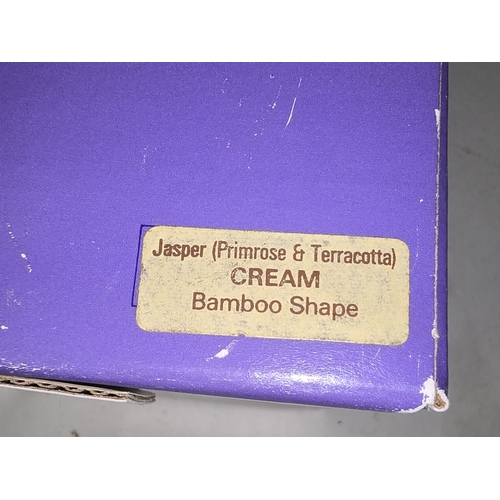 Jasper (Primrose & Terracotta)
CREAM
Bamboo Shape